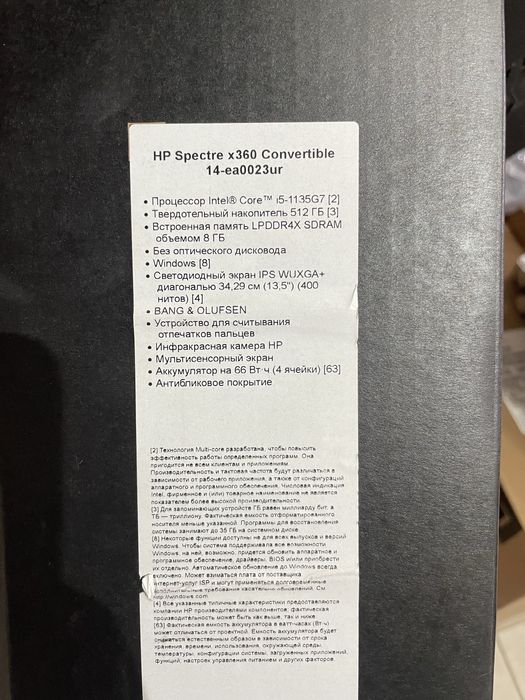 HP Spectre x360 Convertible
14-ea0023ur
• Процессор Intel® Core™ i5-1135G7 [2]
• Твердотельный накопитель 512 ГБ [3]
• Встроенная память LPDDR4X SDRAM
объемом 8 ГБ
• Без оптического дисковода
• Windows [8]
• Светодиодный экран IPS WUXGA+
диагональю 34,29 см (13,5") (400
нитов) [4]
• BANG & OLUFSEN
• Устройство для считывания
отпечатков пальцев
• Инфракрасная камера HP
• Мультисенсорный экран
• Аккумулятор на 66 Вт·ч (4 ячейки) [63]
• Антибликовое покрытие
[2] Технология Multi-core разработана, чтобы повысить
эффективность работы определенных программ. Она
пригодится не всем клиентам и приложениям.
Производительность и тактовая частота будут различаться в
зависимости от рабочего приложения, а также от конфигураций
аппаратного и программного обеспечения. Числовая индикация
Intel, фирменное и (или) товарное наименование не является
показателем более высокой производительности.
[3] Для запоминающих устройств ГБ равен миллиарду бит, а
ТБ — триллиону. Фактическая емкость отформатированного
носителя меньше указанной. Программы для восстановления
системы занимают до 35 ГБ на системном диске.
[8] Некоторые функции доступны не для всех выпусков и версий
Windows. Чтобы система поддерживала все возможности
Windows, на ней, возможно, придется обновить аппаратное и
программное обеспечение, драйверы, BIOS и/или приобрести
их отдельно. Автоматическое обновление до Windows всегда
включено. Может взиматься плата от поставщика
интернет-услуг ISP и могут применяться долговременные
дополнительные требования касательно обновлений. См.
http://windows.com.
[4] Все указанные типичные характеристики предоставляются
компании HP производителями компонентов; фактическая
производительность может быть как выше, так и ниже.
[63] Фактическая емкость аккумулятора в ватт-часах (Вт·ч)
может отличаться от проектной. Емкость аккумулятора будет
снижаться естественным образом в зависимости от срока
хранения, времени, использования, окружающей среды,
температуры, конфигурации системы, загруженных приложений,
функций, настроек управления питанием и других факторов.